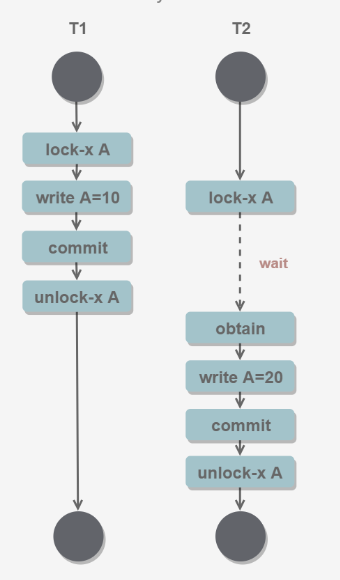 T1
T2
lock-x A
write A=10
commit
unlock-x A
lock-x A
wait
obtain
write A=20
commit
unlock-x A